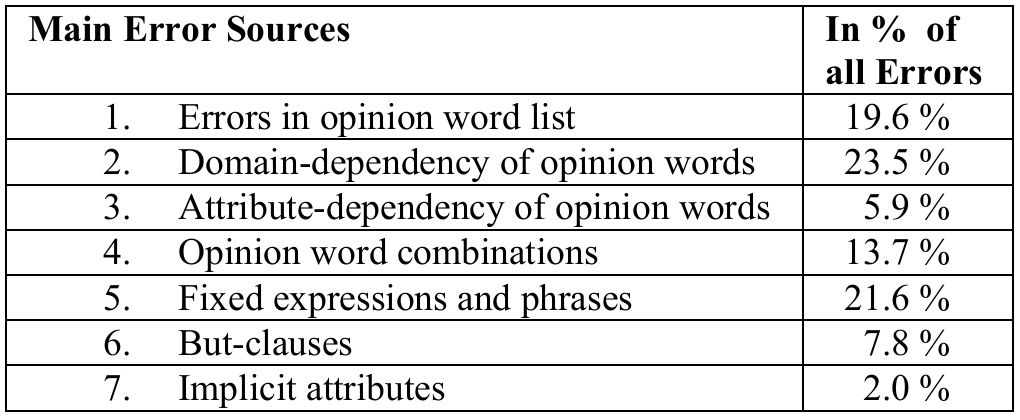 Main Error Sources In % of
all Errors
1. Errors in opinion word list 19.6 %
2. Domain-dependency of opinion words 23.5 %
3. Attribute-dependency of opinion words 5.9 %
4. Opinion word combinations 13.7 %
5. Fixed expressions and phrases 21.6 %
6. But-clauses 7.8 %
7. Implicit attributes 2.0 %